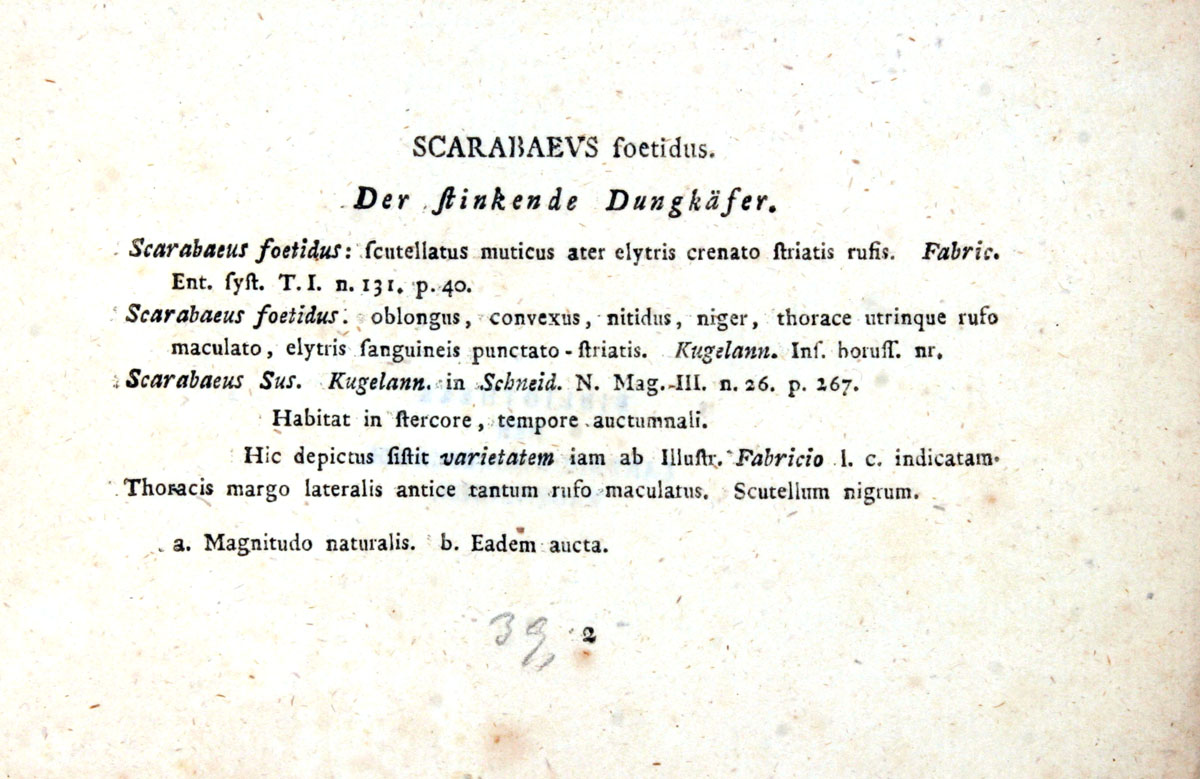 SCARABAEVS foetidus.
Der ſtinkende Dungkäfer.
Scarabaeus foetidus: ſcutellatus muticus ater elytris crenato ſtriatis rufis. Fabric.
Ent. ſyſt. T. I. n. 131. p. 40.
Scarabaeus foetidus: oblongus, convexus, nitidus, niger, thorace utrinque rufo
maculato, elytris ſanguineis punctato-ſtriatis. Kugelann. Inſ. boruſſ. nr.
Scarabaeus Sus. Kugelann. in Schneid. N. Mag. III. n. 26. p. 267.
Habitat in ſtercore, tempore auctumnali.
Hic depictus ſiſtit varietatem iam ab Illuſtr. Fabricio l. c. indicatam.
Thoracis margo lateralis antice tantum rufo maculatus. Scutellum nigrum.
a. Magnitudo naturalis. b. Eadem aucta.
2